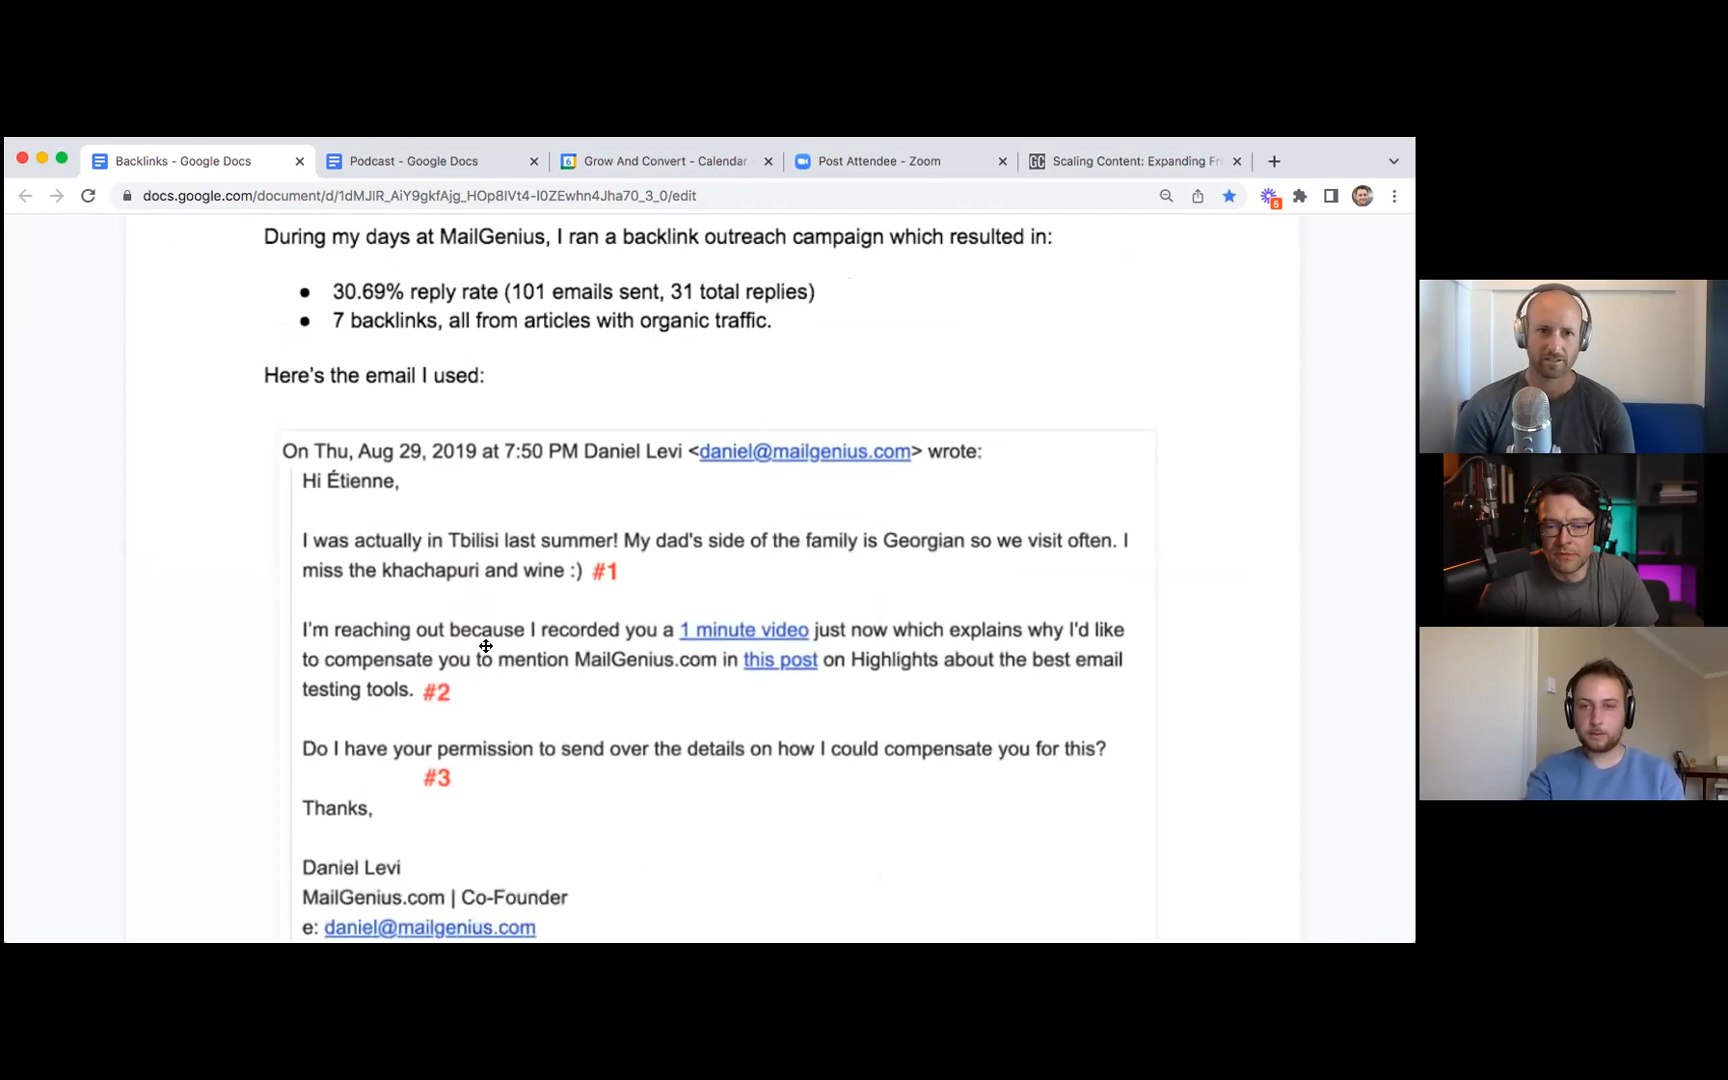 Backlinks - Google Docs
Podcast - Google Docs
Grow And Convert - Calendar
Post Attendee - Zoom
GC Scaling Content: Expanding Fr
docs.google.com/document/d/1dMJlR_AiY9gkfAjg_HOp8lVt4-I0ZEwhn4Jha70_3_0/edit
5
During my days at MailGenius, I ran a backlink outreach campaign which resulted in:
● 30.69% reply rate (101 emails sent, 31 total replies)
● 7 backlinks, all from articles with organic traffic.
Here's the email I used:
On Thu, Aug 29, 2019 at 7:50 PM Daniel Levi <daniel@mailgenius.com> wrote:
Hi Étienne,
I was actually in Tbilisi last summer! My dad's side of the family is Georgian so we visit often. I
miss the khachapuri and wine :) #1
I'm reaching out because I recorded you a 1 minute video just now which explains why I'd like
to compensate you to mention MailGenius.com in this post on Highlights about the best email
testing tools. #2
Do I have your permission to send over the details on how I could compensate you for this?
#3
Thanks,
Daniel Levi
MailGenius.com | Co-Founder
e: daniel@mailgenius.com